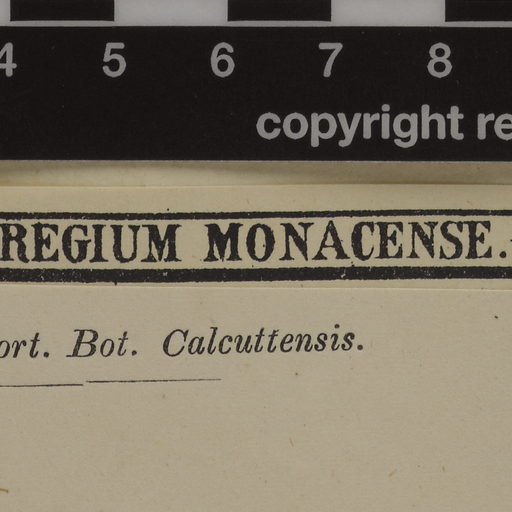 4 5 6 7 8
copyright re
REGIUM MONACENSE.
ort. Bot. Calcuttensis.